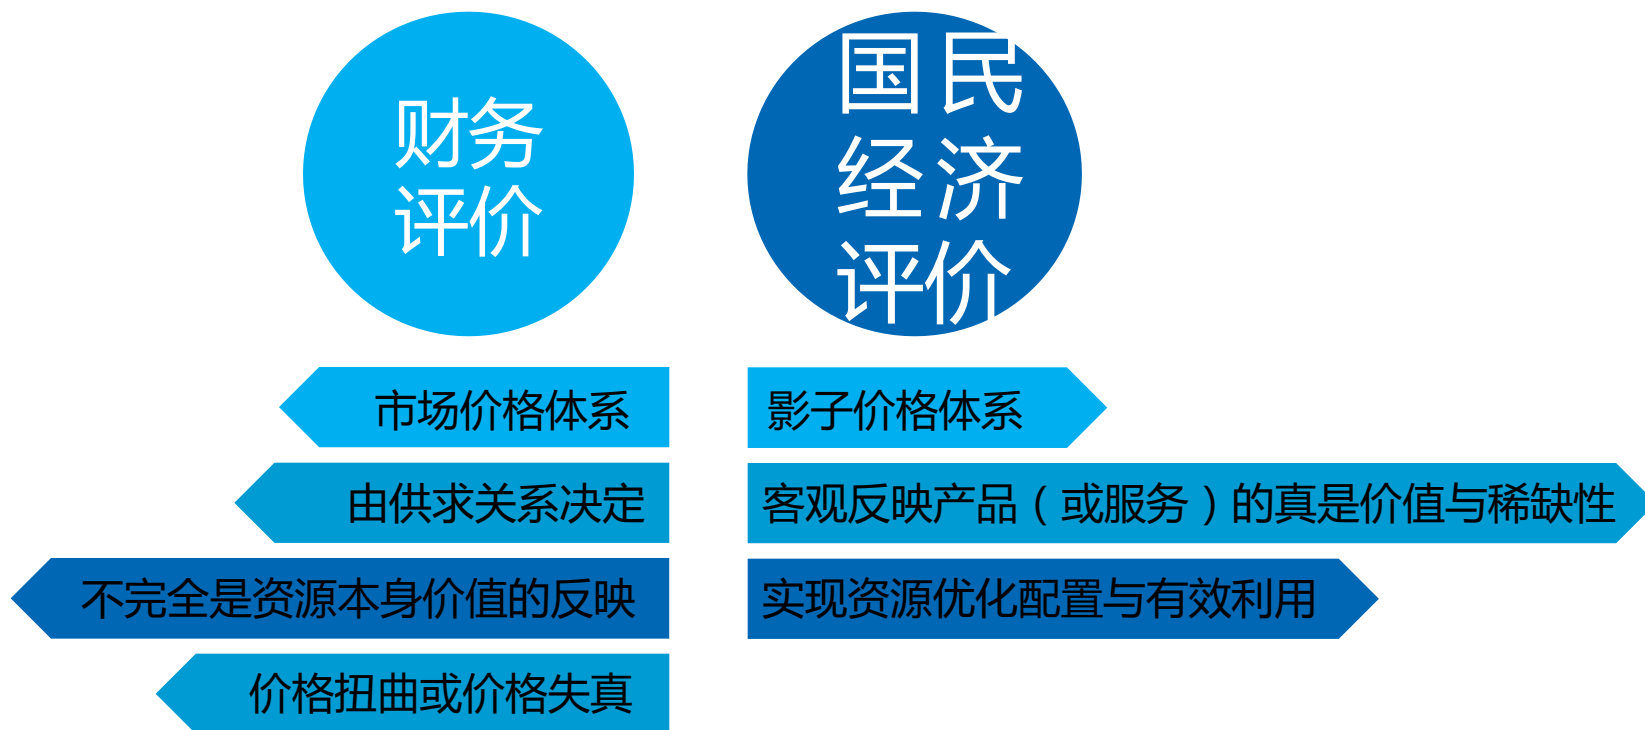 财务
评价
国民
经济
评价
市场价格体系
由供求关系决定
不完全是资源本身价值的反映
价格扭曲或价格失真
影子价格体系
客观反映产品（或服务）的真是价值与稀缺性
实现资源优化配置与有效利用